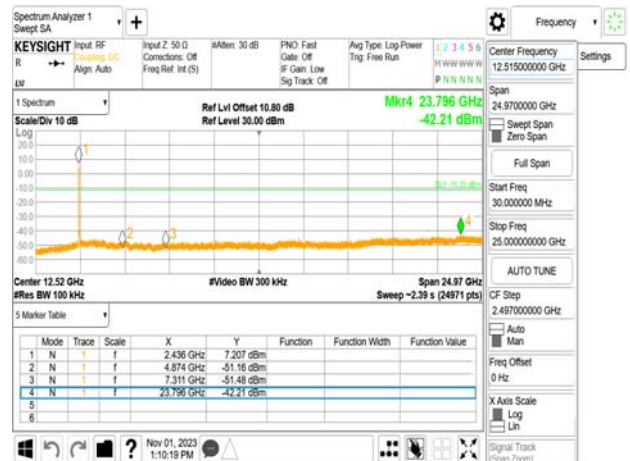 Spectrum Analyzer 1
Swept SA
Frequency
KEYSIGHT Input: RF Input Z: 50 Ω #Atten: 30 dB PNO: Fast Avg Type: Log-Power 1 2 3 4 5 6
R Coupling: DC Corrections: Off Gate: Off Trig: Free Run M W W W W W
Align: Auto Freq Ref: Int (S) IF Gain: Low P N N N N N
Sig Track: Off
LXI
Center Frequency
12.515000000 GHz
Settings
Span
24.9700000 GHz
Swept Span
Zero Span
Full Span
Start Freq
30.000000 MHz
Stop Freq
25.000000000 GHz
AUTO TUNE
CF Step
2.497000000 GHz
Auto
Man
Freq Offset
0 Hz
X Axis Scale
Log
Lin
Signal Track
(Span Zoom)
1 Spectrum
Scale/Div 10 dB
Ref Lvl Offset 10.80 dB
Ref Level 30.00 dBm
Mkr4 23.796 GHz
-42.21 dBm
Log
20.0
10.0
0.00
-10.0
-20.0
-30.0
-40.0
-50.0
-60.0
1
2
3
4
Center 12.52 GHz #Video BW 300 kHz Span 24.97 GHz
#Res BW 100 kHz Sweep ~2.39 s (24971 pts)
5 Marker Table
Mode Trace Scale X Y Function Function Width Function Value
1 N 1 f 2.436 GHz 7.207 dBm
2 N 1 f 4.874 GHz -51.16 dBm
3 N 1 f 7.311 GHz -51.48 dBm
4 N 1 f 23.796 GHz -42.21 dBm
5
6
?
Nov 01, 2023
1:10:19 PM